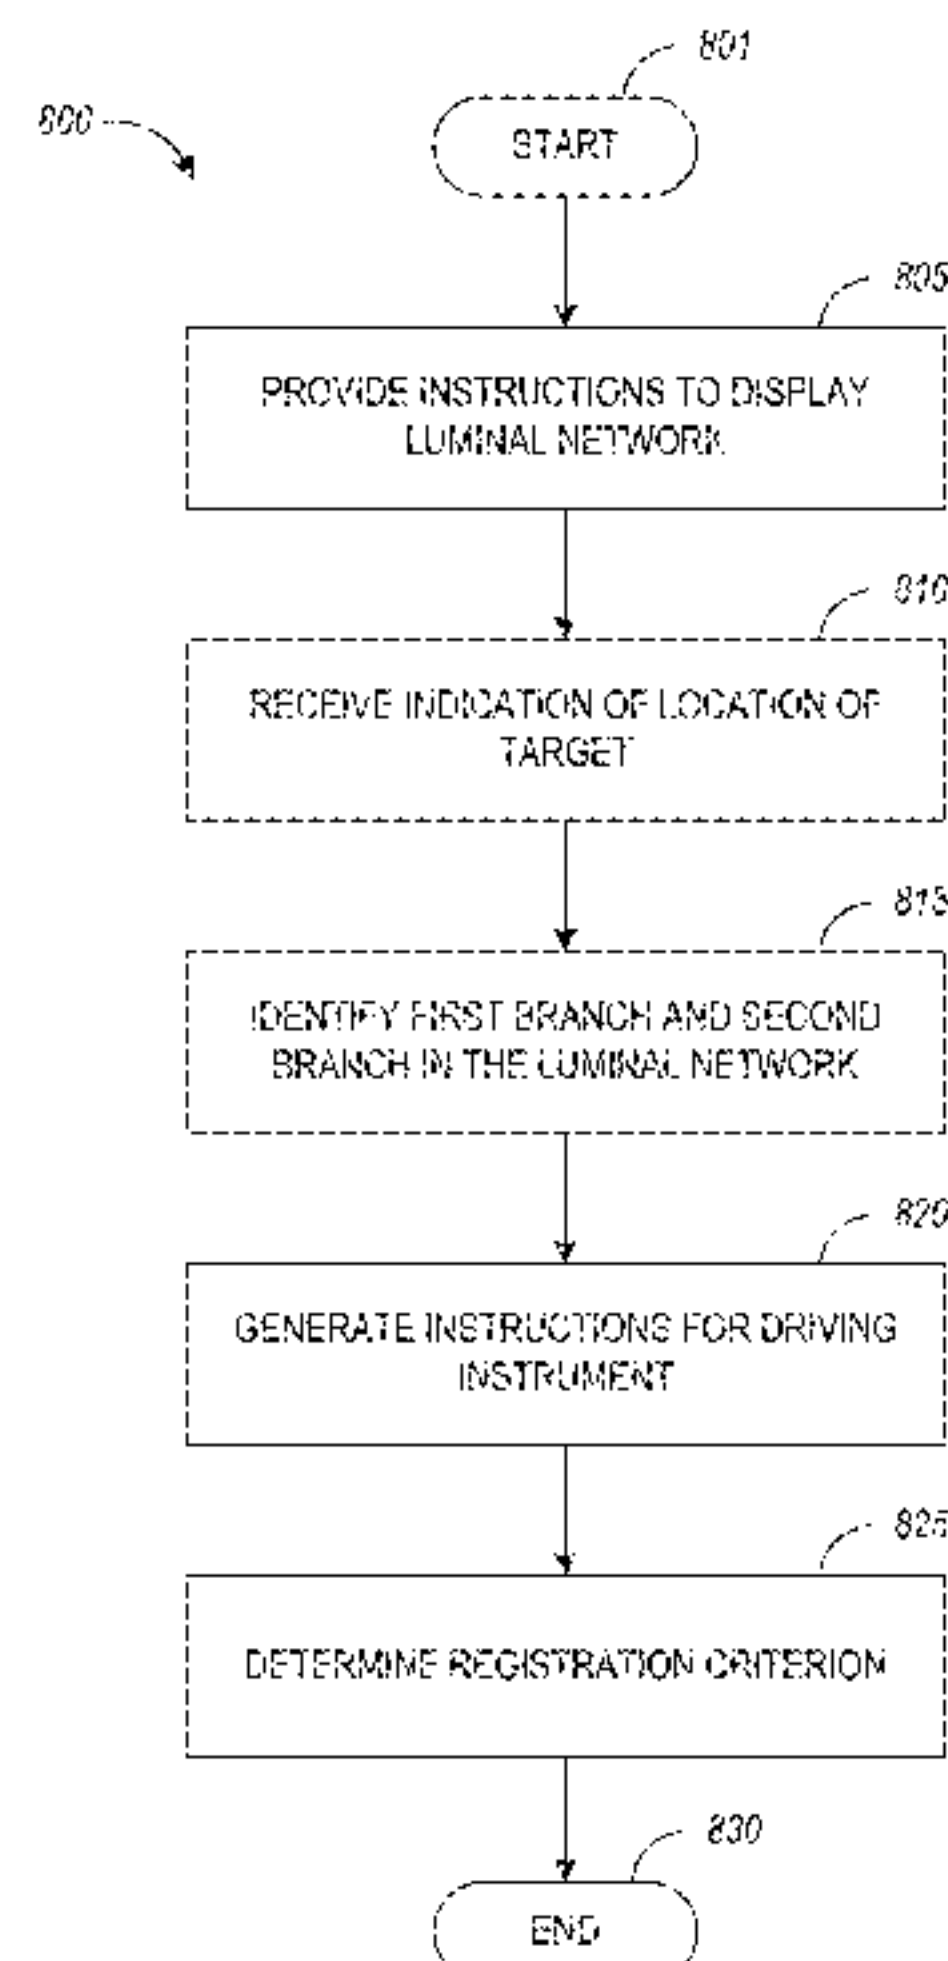 801
800
START
805
PROVIDE INSTRUCTIONS TO DISPLAY
LUMINAL NETWORK
810
RECEIVE INDICATION OF LOCATION OF
TARGET
815
IDENTIFY FIRST BRANCH AND SECOND
BRANCH IN THE LUMINAL NETWORK
820
GENERATE INSTRUCTIONS FOR DRIVING
INSTRUMENT
825
DETERMINE REGISTRATION CRITERION
830
END